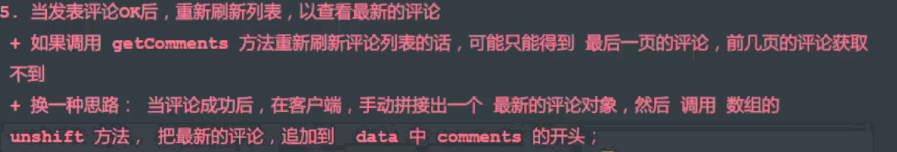 5. 当发表评论OK后，重新刷新列表，以查看最新的评论
+ 如果调用 getComments 方法重新刷新评论列表的话，可能只能得到 最后一页的评论，前几页的评论获取
不到
+ 换一种思路： 当评论成功后，在客户端，手动拼接出一个 最新的评论对象，然后 调用 数组的
unshift 方法， 把最新的评论，追加到 data 中 comments 的开头；